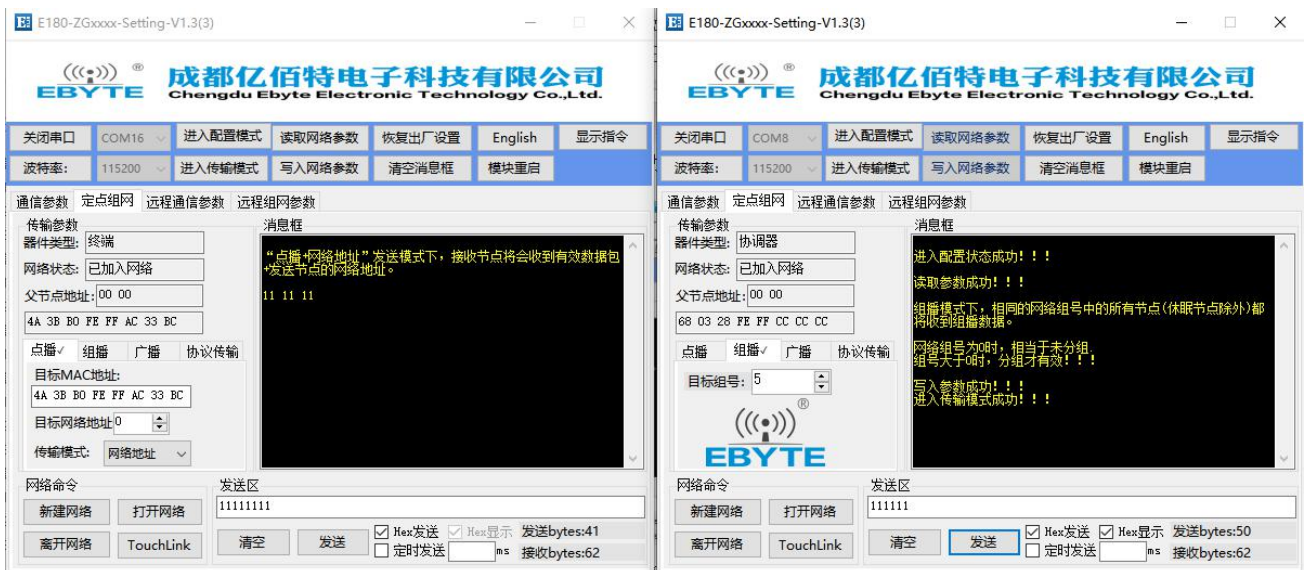 E180-ZGxxxx-Setting-V1.3(3)
EBYTE ®
成都亿佰特电子科技有限公司
Chengdu Ebyte Electronic Technology Co.,Ltd.
关闭串口 COM16 进入配置模式 读取网络参数 恢复出厂设置 English 显示指令
波特率: 115200 进入传输模式 写入网络参数 清空消息框 模块重启
通信参数 定点组网 远程通信参数 远程组网参数
传输参数
器件类型: 终端
网络状态: 已加入网络
父节点地址: 00 00
4A 3B B0 FE FF AC 33 BC
点播√ 组播 广播 协议传输
目标MAC地址:
4A 3B B0 FE FF AC 33 BC
目标网络地址 0
传输模式: 网络地址
消息框
“点播+网络地址”发送模式下，接收节点将会收到有效数据包
+发送节点的网络地址。
11 11 11
网络命令
新建网络 打开网络
离开网络 TouchLink
发送区
11111111
清空 发送
Hex发送 Hex显示 发送bytes:41
定时发送 ms 接收bytes:62
E180-ZGxxxx-Setting-V1.3(3)
EBYTE ®
成都亿佰特电子科技有限公司
Chengdu Ebyte Electronic Technology Co.,Ltd.
关闭串口 COM8 进入配置模式 读取网络参数 恢复出厂设置 English 显示指令
波特率: 115200 进入传输模式 写入网络参数 清空消息框 模块重启
通信参数 定点组网 远程通信参数 远程组网参数
传输参数
器件类型: 协调器
网络状态: 已加入网络
父节点地址: 00 00
68 03 28 FE FF CC CC CC
点播 组播√ 广播 协议传输
目标组号: 5
EBYTE ®
消息框
进入配置状态成功！！！
读取参数成功！！！
组播模式下，相同的网络组号中的所有节点(休眠节点除外)都
将收到组播数据。
网络组号为0时，相当于未分组，
组号大于0时，分组才有效！！！
写入参数成功！！！
进入传输模式成功！！！
网络命令
新建网络 打开网络
离开网络 TouchLink
发送区
111111
清空 发送
Hex发送 Hex显示 发送bytes:50
定时发送 ms 接收bytes:62